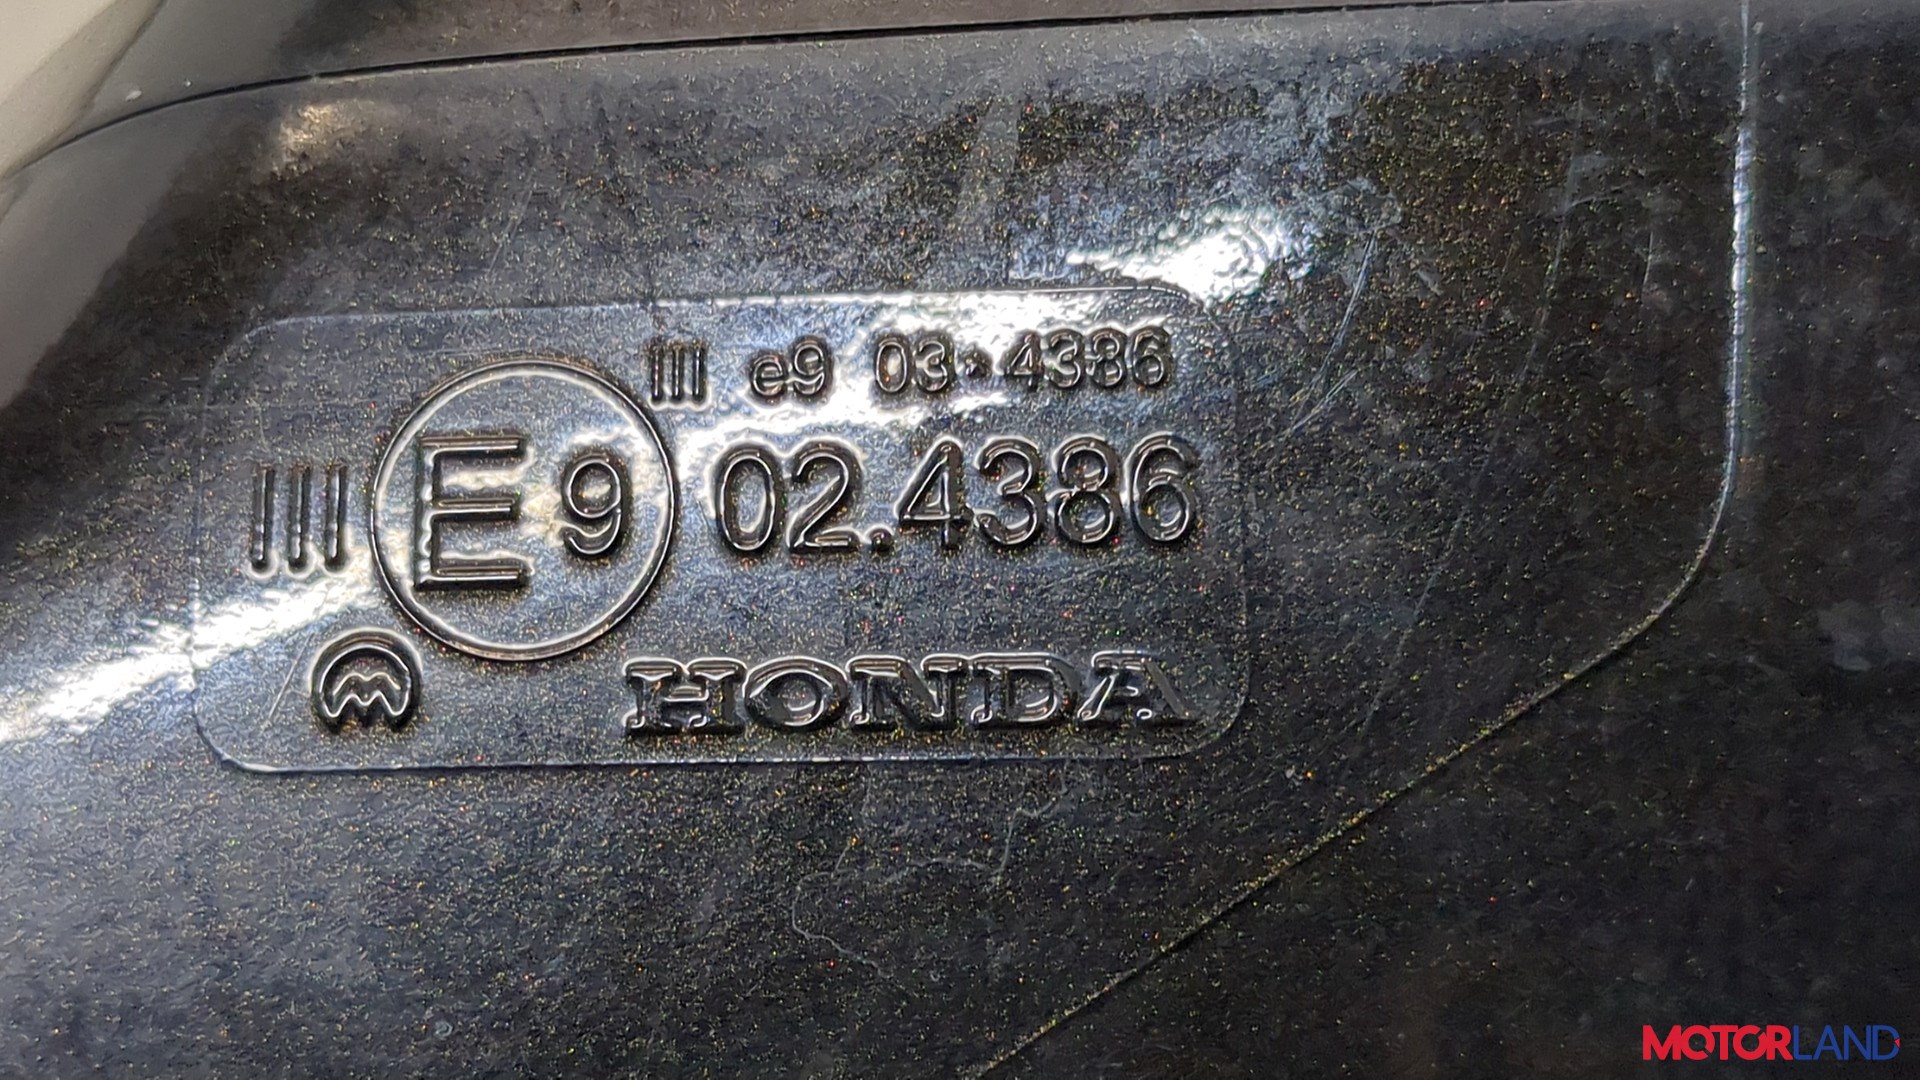 III e9 03*4386
III E9 02.4386
M HONDA
MOTORLAND